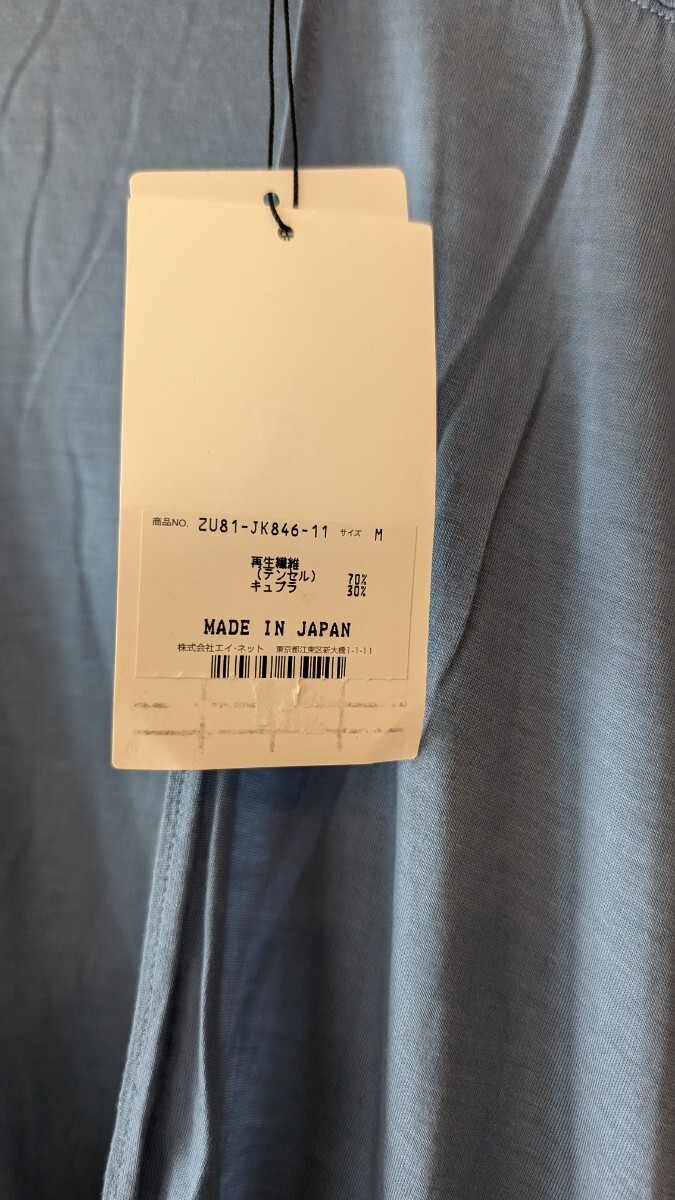 商品NO. ZU81-JK846-11 サイズ M
再生繊維
(テンセル) 70%
キュプラ 30%
MADE IN JAPAN
株式会社エイ・ネット 東京都江東区新大橋1-1-11